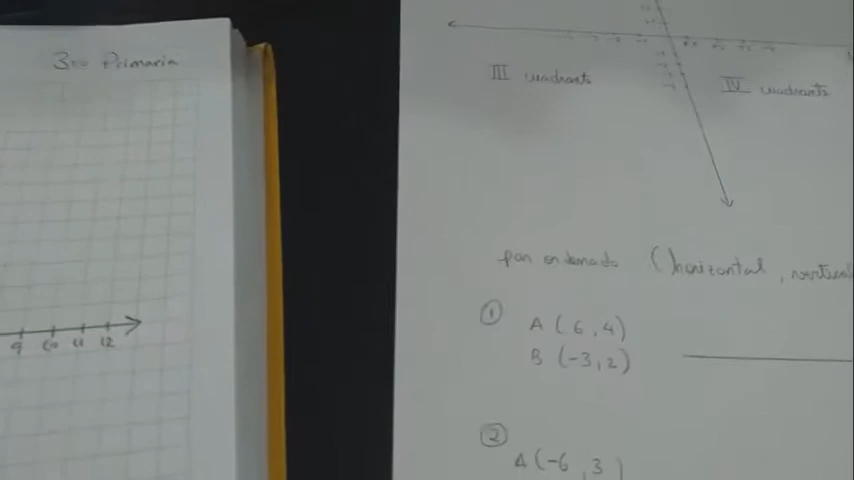 3ro Primaria
9 10 11 12
III cuadrante
IV cuadrante
par ordenado (horizontal, vertical
① A (6, 4)
B (-3, 2)
② A (-6, 3)